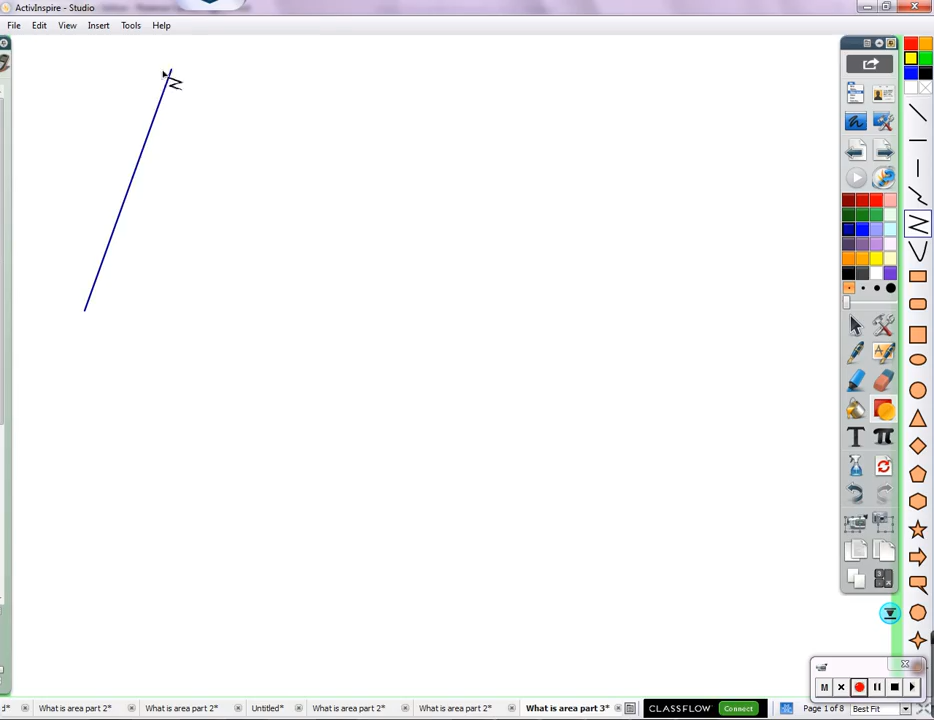 ActivInspire - Studio
File Edit View Insert Tools Help
T π
M
d* What is area part 2* What is area part 2* Untitled* What is area part 2* What is area part 2* What is area part 3* CLASSFLOW Connect Page 1 of 8 Best Fit